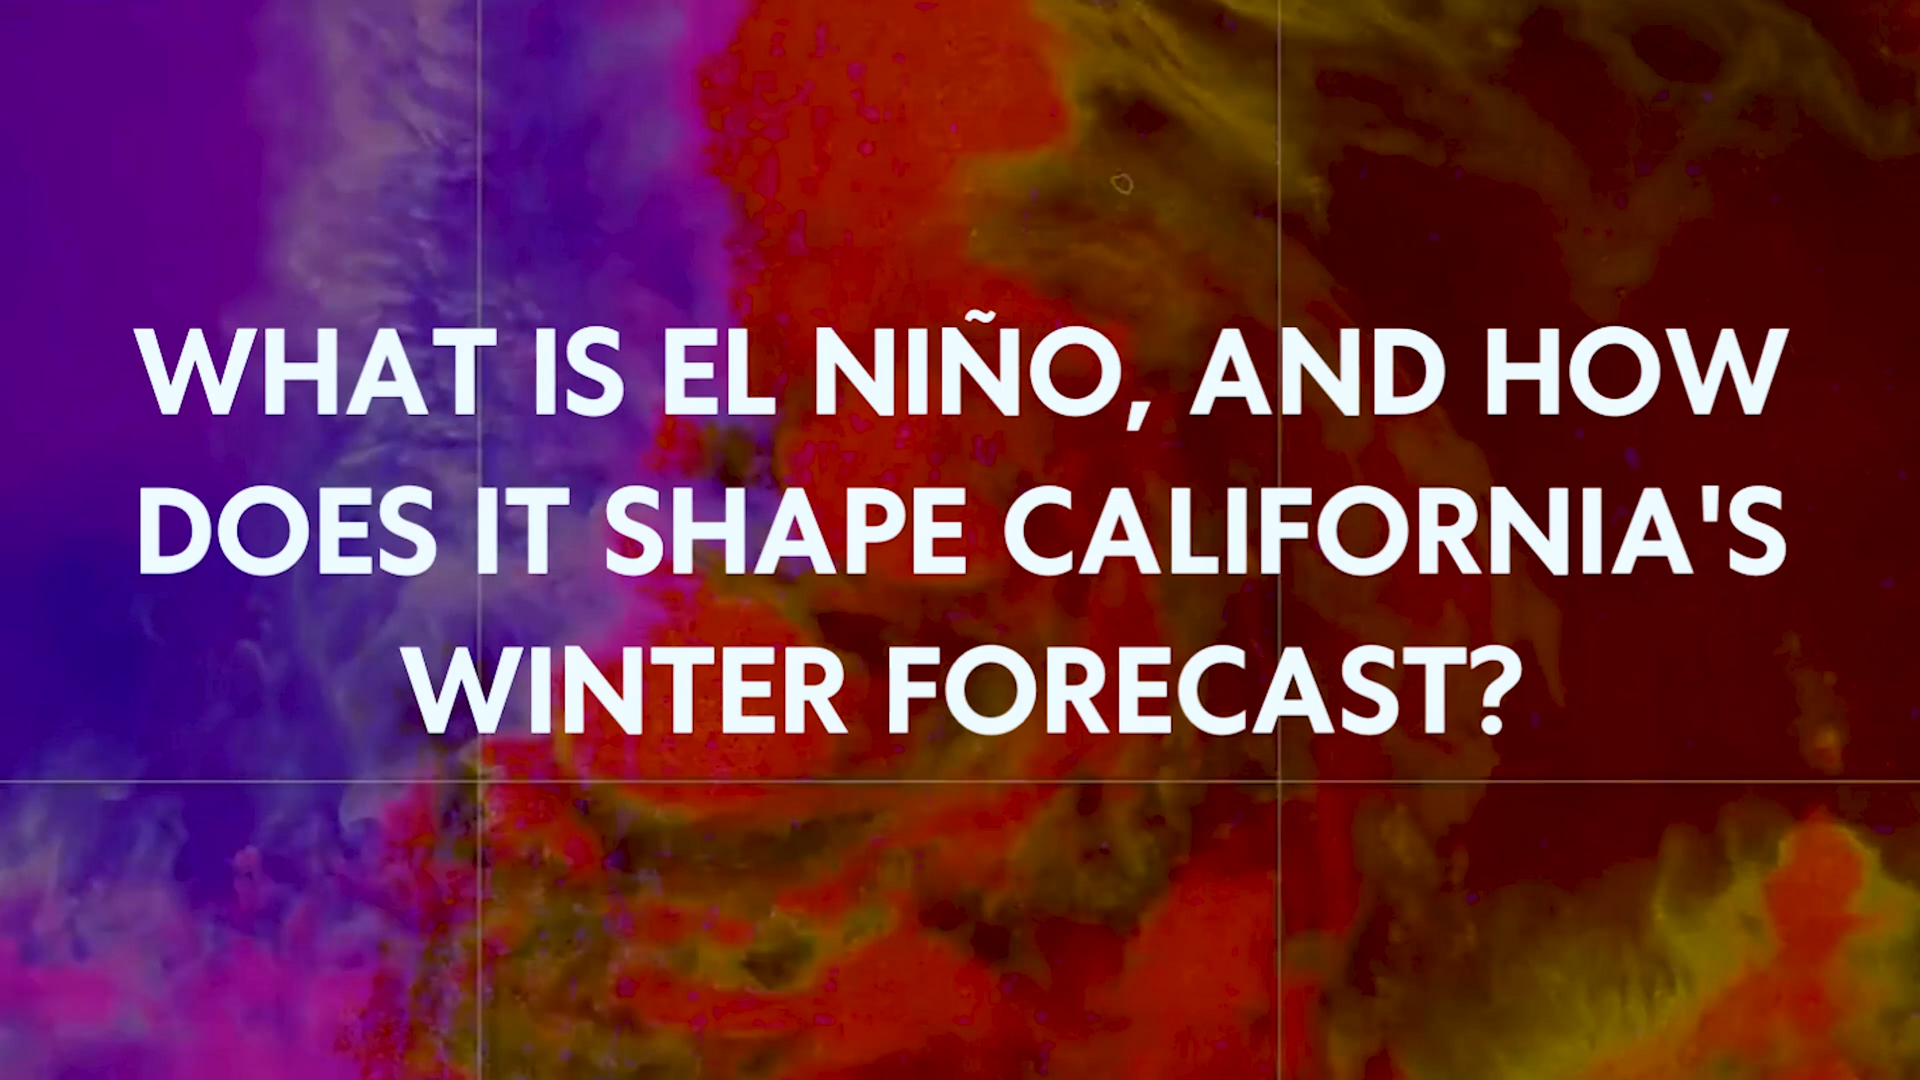 WHAT IS EL NIÑO, AND HOW
DOES IT SHAPE CALIFORNIA'S
WINTER FORECAST?